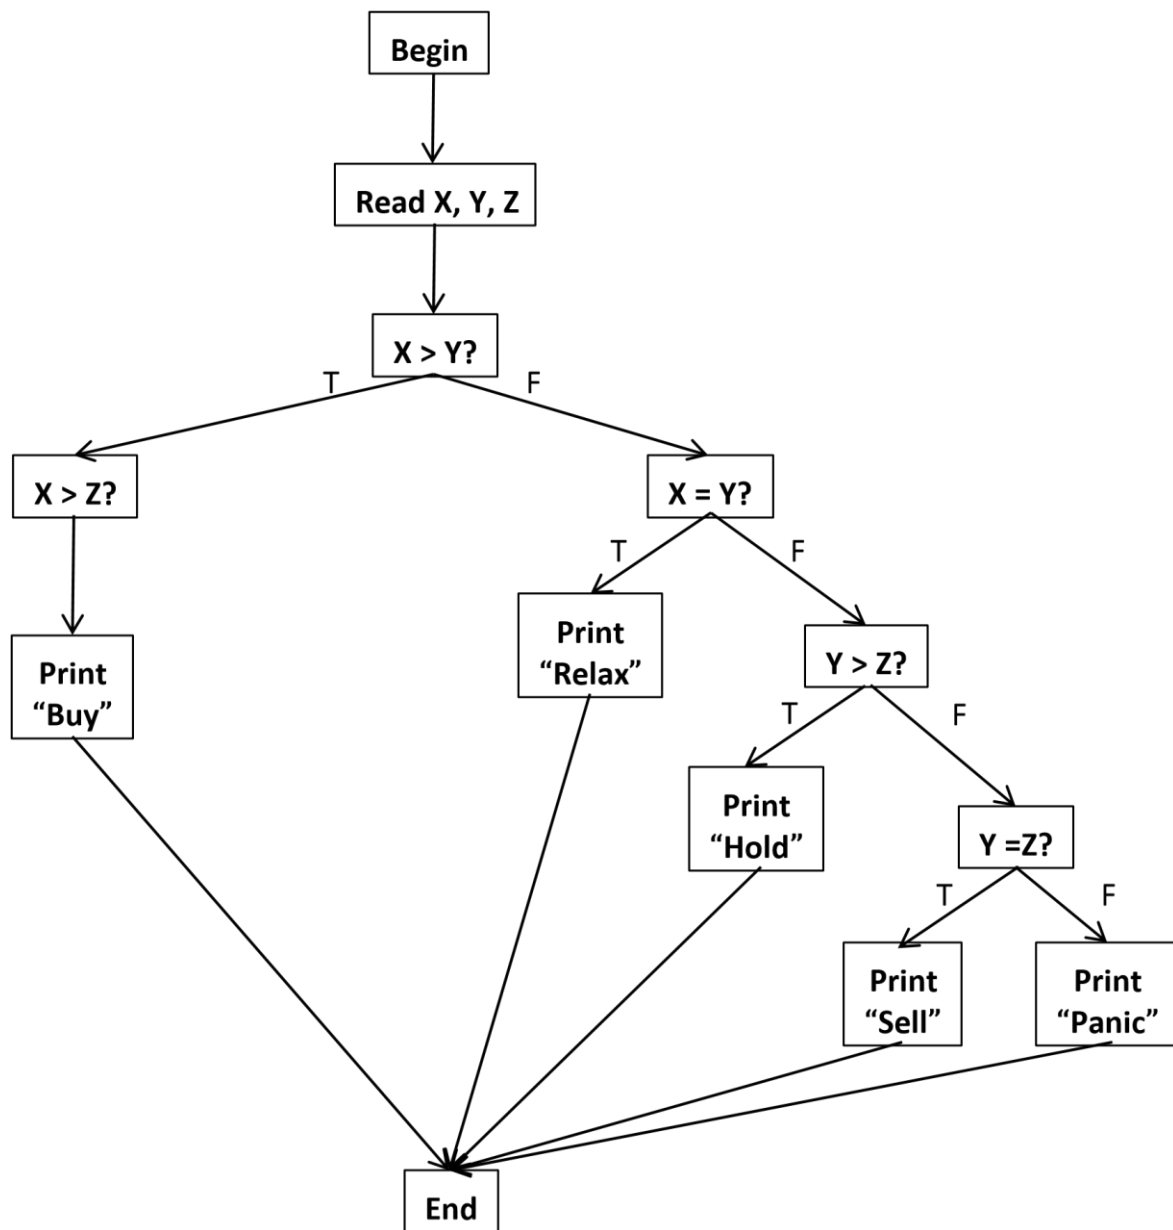 Begin
Read X, Y, Z
X > Y?
T
F
X > Z?
X = Y?
T
F
Print
“Buy”
Print
“Relax”
Y > Z?
T
F
Print
“Hold”
Y =Z?
T
F
Print
“Sell”
Print
“Panic”
End